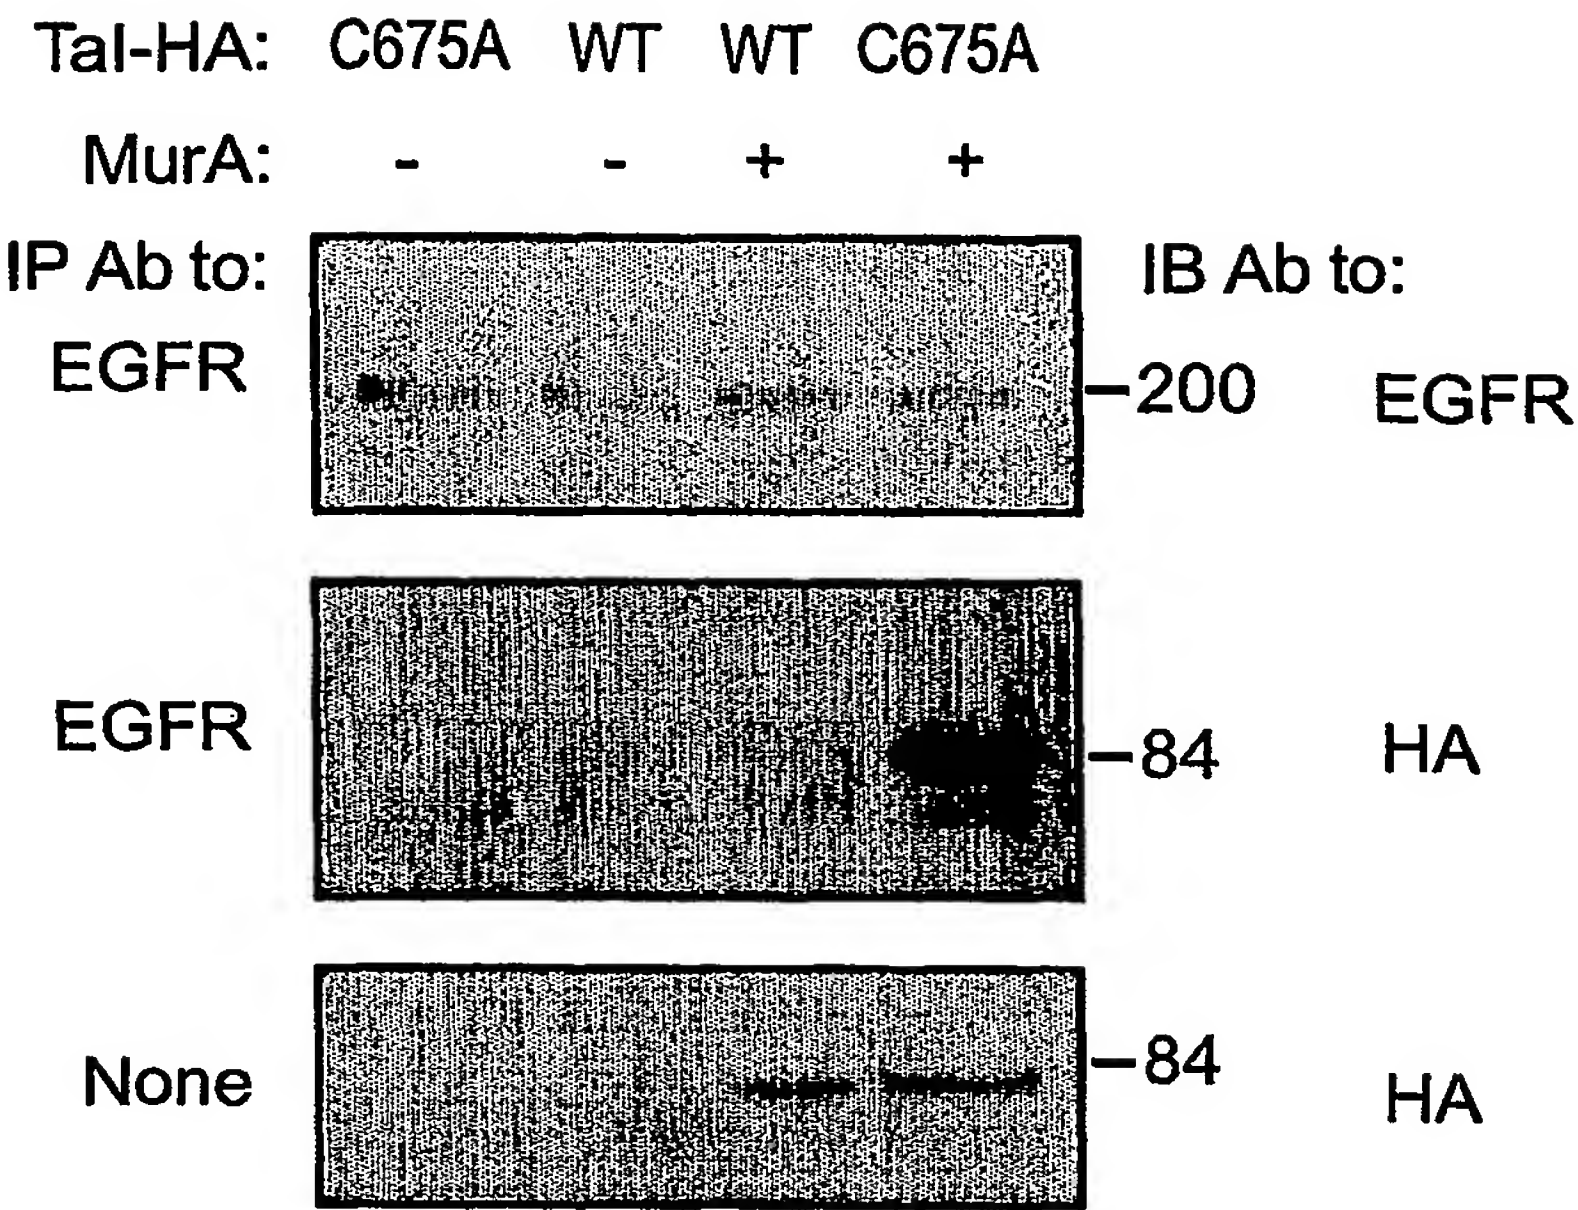 Tal-HA: C675A WT WT C675A
MurA: - - + +
IP Ab to: IB Ab to:
EGFR 200 EGFR
EGFR 84 HA
None 84 HA